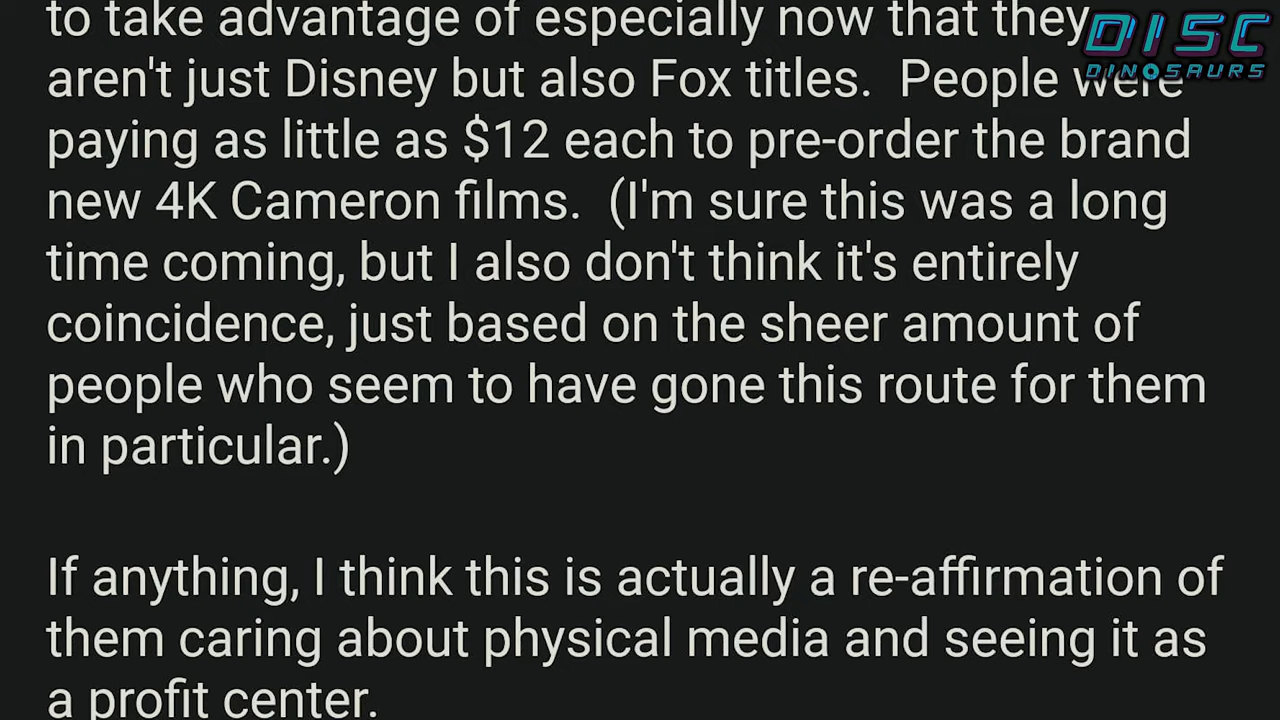 to take advantage of especially now that they
aren't just Disney but also Fox titles.  People were
paying as little as $12 each to pre-order the brand
new 4K Cameron films.  (I'm sure this was a long
time coming, but I also don't think it's entirely
coincidence, just based on the sheer amount of
people who seem to have gone this route for them
in particular.)
If anything, I think this is actually a re-affirmation of
them caring about physical media and seeing it as
a profit center.
DISC
DINOSAURS